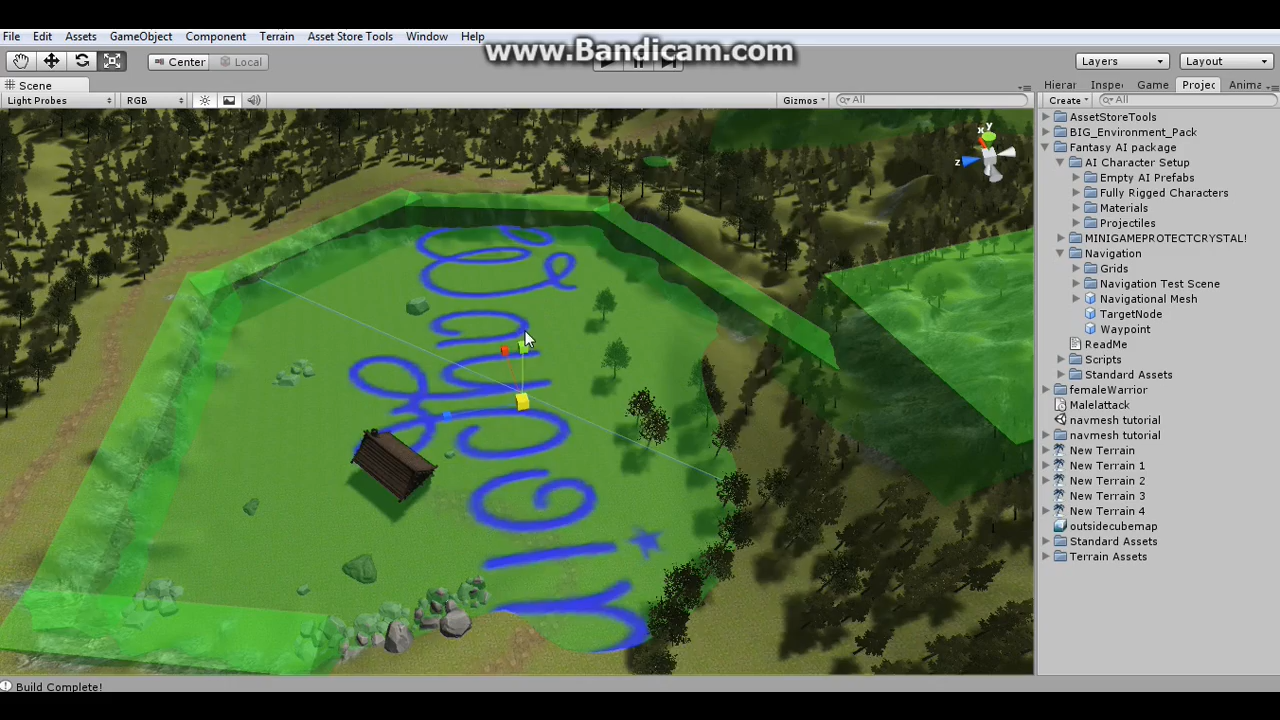 www.Bandicam.com
File Edit Assets GameObject Component Terrain Asset Store Tools Window Help
Center Local
Layers Layout
Scene
Hierar Inspe Game Projec Anima
Light Probes RGB Gizmos All
Create All
AssetStoreTools
BIG_Environment_Pack
Fantasy AI package
AI Character Setup
Empty AI Prefabs
Fully Rigged Characters
Materials
Projectiles
MINIGAMEPROTECTCRYSTAL!
Navigation
Grids
Navigation Test Scene
Navigational Mesh
TargetNode
Waypoint
ReadMe
Scripts
Standard Assets
femaleWarrior
Malelattack
navmesh tutorial
navmesh tutorial
New Terrain
New Terrain 1
New Terrain 2
New Terrain 3
New Terrain 4
outsidecubemap
Standard Assets
Terrain Assets
x y
z
Build Complete!